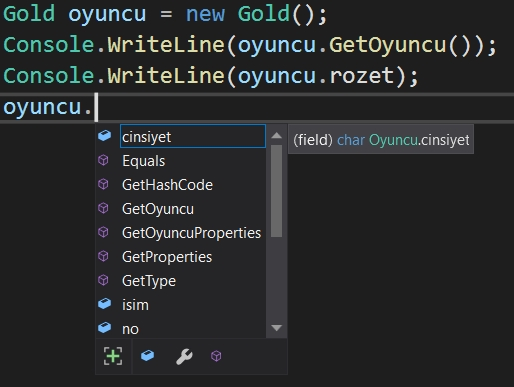 Gold oyuncu = new Gold();
Console.WriteLine(oyuncu.GetOyuncu());
Console.WriteLine(oyuncu.rozet);
oyuncu.
cinsiyet
(field) char Oyuncu.cinsiyet
Equals
GetHashCode
GetOyuncu
GetOyuncuProperties
GetProperties
GetType
isim
no